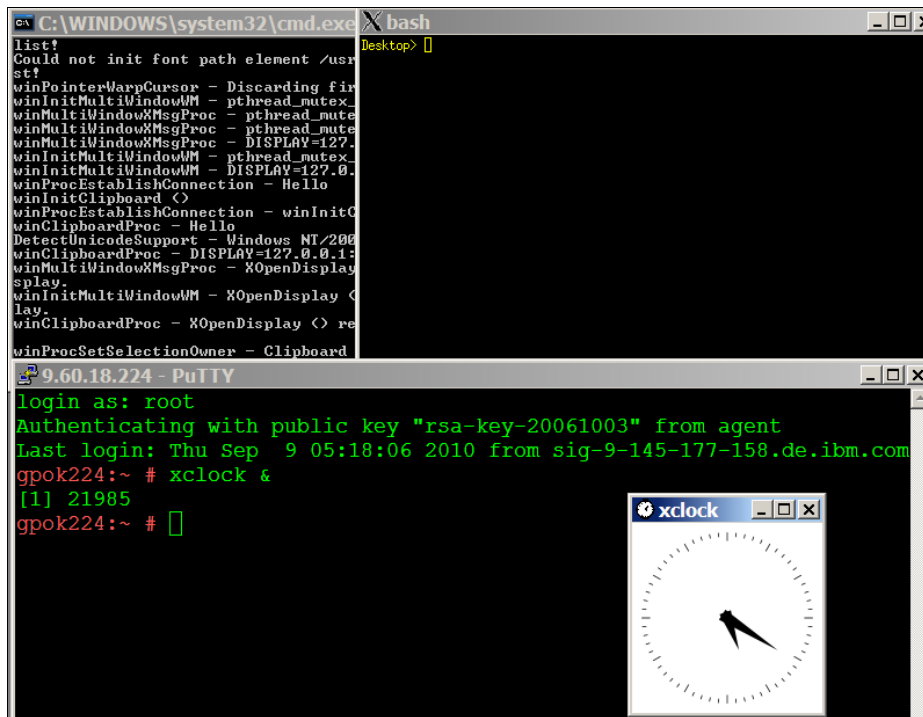 C:\WINDOWS\system32\cmd.exe
list!
Could not init font path element /usr
st!
winPointerWarpCursor - Discarding fir
winInitMultiWindowWM - pthread_mutex_
winMultiWindowXMsgProc - pthread_mute
winMultiWindowXMsgProc - pthread_mute
winMultiWindowXMsgProc - DISPLAY=127.
winInitMultiWindowWM - pthread_mutex_
winInitMultiWindowWM - DISPLAY=127.0.
winProcEstablishConnection - Hello
winInitClipboard ()
winProcEstablishConnection - winInitC
winClipboardProc - Hello
DetectUnicodeSupport - Windows NT/200
winClipboardProc - DISPLAY=127.0.0.1:
winMultiWindowXMsgProc - XOpenDisplay
splay.
winInitMultiWindowWM - XOpenDisplay (
lay.
winClipboardProc - XOpenDisplay () re
winProcSetSelectionOwner - Clipboard
bash
Desktop>
9.60.18.224 - PuTTY
login as: root
Authenticating with public key "rsa-key-20061003" from agent
Last login: Thu Sep  9 05:18:06 2010 from sig-9-145-177-158.de.ibm.com
gpok224:~ # xclock &
[1] 21985
gpok224:~ #
xclock